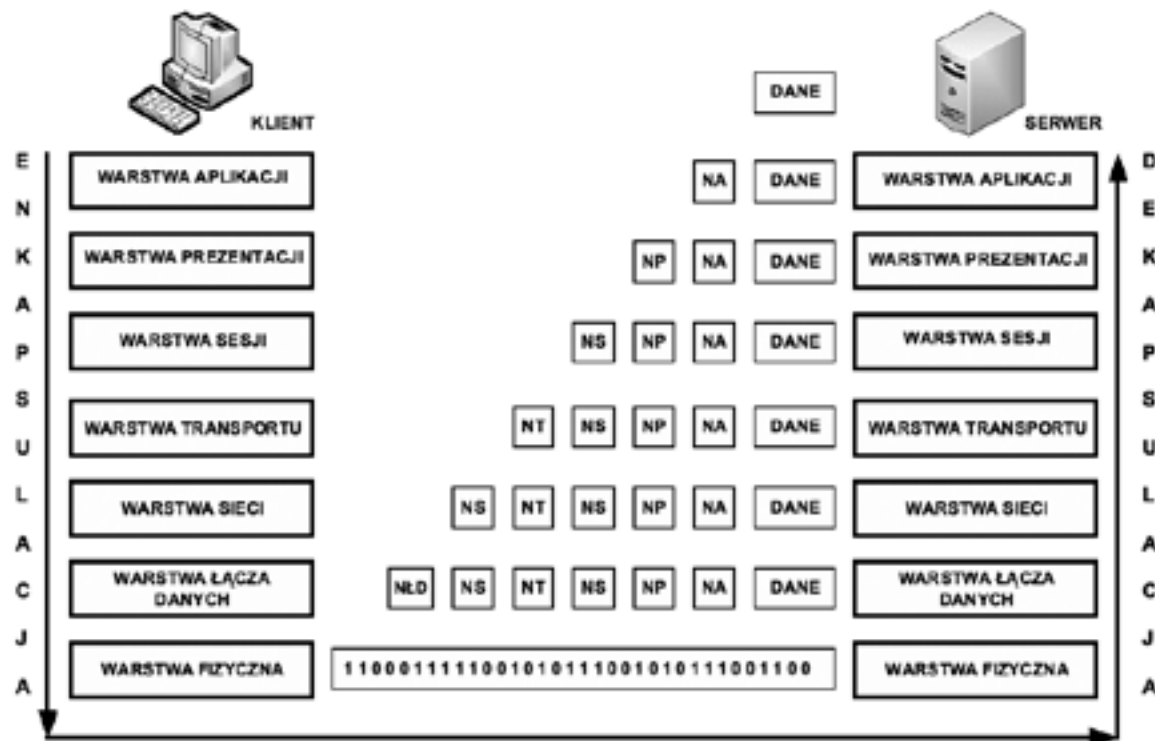 KLIENT
DANE
SERWER
ENKAPSULACJA
WARSTWA APLIKACJI
NA DANE
WARSTWA APLIKACJI
WARSTWA PREZENTACJI
NP NA DANE
WARSTWA PREZENTACJI
WARSTWA SESJI
NS NP NA DANE
WARSTWA SESJI
WARSTWA TRANSPORTU
NT NS NP NA DANE
WARSTWA TRANSPORTU
WARSTWA SIECI
NS NT NS NP NA DANE
WARSTWA SIECI
WARSTWA ŁĄCZA
DANYCH
NŁD NS NT NS NP NA DANE
WARSTWA ŁĄCZA
DANYCH
WARSTWA FIZYCZNA
1100011111001010111001010111001100
WARSTWA FIZYCZNA
DEKAPSULACJA